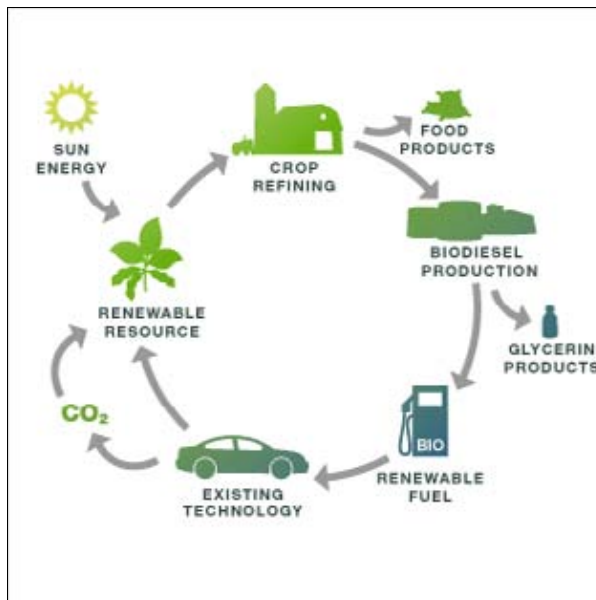 SUN
ENERGY
CROP
REFINING
FOOD
PRODUCTS
BIODIESEL
PRODUCTION
GLYCERIN
PRODUCTS
BIO
RENEWABLE
FUEL
EXISTING
TECHNOLOGY
CO₂
RENEWABLE
RESOURCE